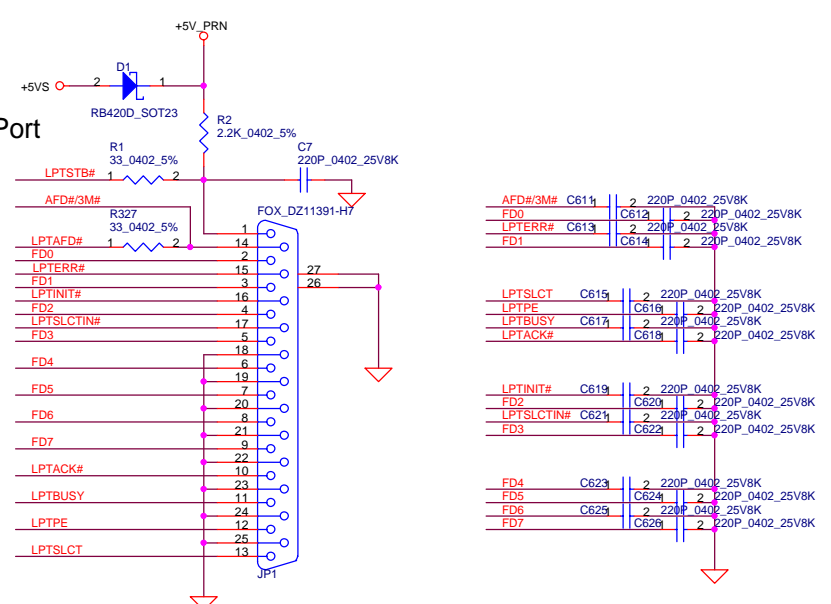 +5V_PRN
+5VS
2
D1
1
RB420D_SOT23
Port
R2
2.2K_0402_5%
R1
33_0402_5%
C7
220P_0402_25V8K
LPTSTB#
1
2
AFD#/3M#
R327
33_0402_5%
FOX_DZ11391-H7
1
LPTAFD#
1
2
14
FD0
2
LPTERR#
15
27
FD1
3
26
LPTINIT#
16
FD2
4
LPTSLCTIN#
17
FD3
5
18
FD4
6
19
FD5
7
20
FD6
8
21
FD7
9
22
LPTACK#
10
23
LPTBUSY
11
24
LPTPE
12
25
LPTSLCT
13
JP1
AFD#/3M# C611 1 2 220P_0402_25V8K
FD0 C612 1 2 220P_0402_25V8K
LPTERR# C613 1 2 220P_0402_25V8K
FD1 C614 1 2 220P_0402_25V8K
LPTSLCT C615 1 2 220P_0402_25V8K
LPTPE C616 1 2 220P_0402_25V8K
LPTBUSY C617 1 2 220P_0402_25V8K
LPTACK# C618 1 2 220P_0402_25V8K
LPTINIT# C619 1 2 220P_0402_25V8K
FD2 C620 1 2 220P_0402_25V8K
LPTSLCTIN# C621 1 2 220P_0402_25V8K
FD3 C622 1 2 220P_0402_25V8K
FD4 C623 1 2 220P_0402_25V8K
FD5 C624 1 2 220P_0402_25V8K
FD6 C625 1 2 220P_0402_25V8K
FD7 C626 1 2 220P_0402_25V8K